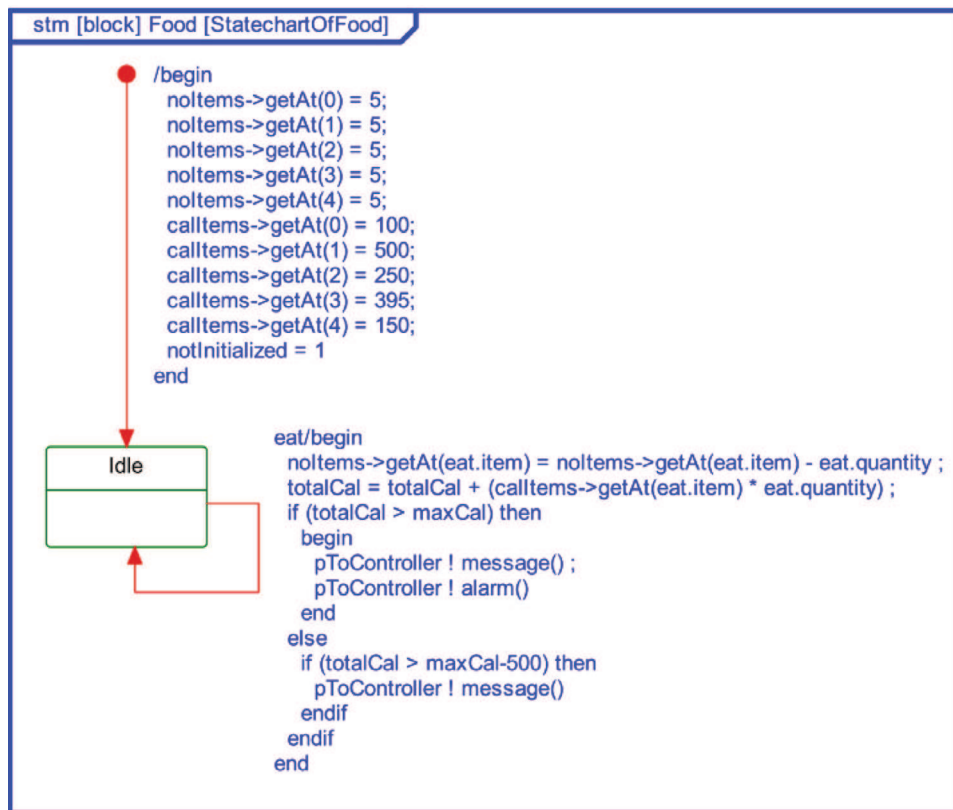 stm [block] Food [StatechartOfFood]
/begin
noItems->getAt(0) = 5;
noItems->getAt(1) = 5;
noItems->getAt(2) = 5;
noItems->getAt(3) = 5;
noItems->getAt(4) = 5;
calItems->getAt(0) = 100;
calItems->getAt(1) = 500;
calItems->getAt(2) = 250;
calItems->getAt(3) = 395;
calItems->getAt(4) = 150;
notInitialized = 1
end
Idle
eat/begin
noItems->getAt(eat.item) = noItems->getAt(eat.item) - eat.quantity ;
totalCal = totalCal + (calItems->getAt(eat.item) * eat.quantity) ;
if (totalCal > maxCal) then
begin
pToController ! message() ;
pToController ! alarm()
end
else
if (totalCal > maxCal-500) then
pToController ! message()
endif
endif
end